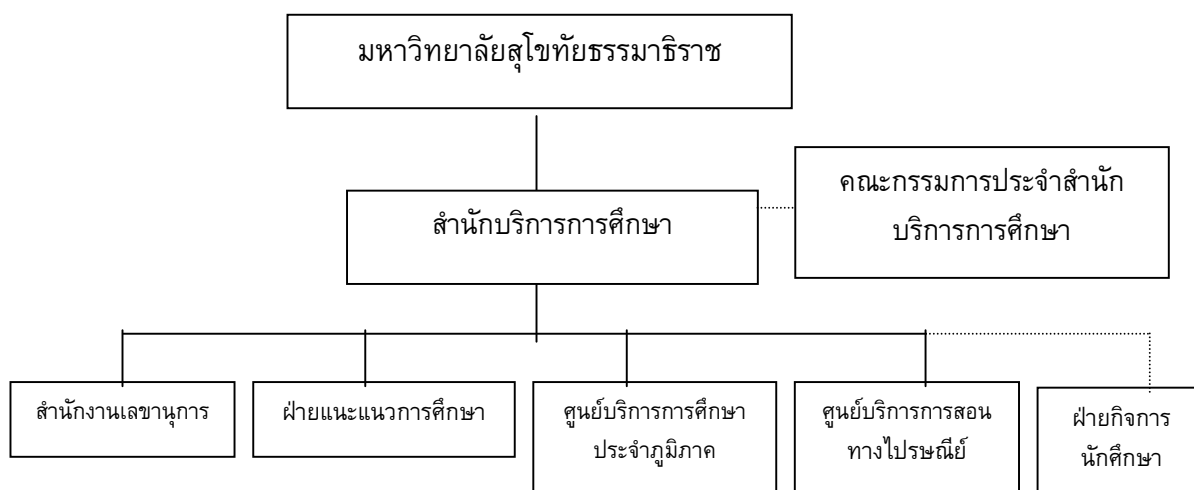 มหาวิทยาลัยสุโขทัยธรรมาธิราช
คณะกรรมการประจำสำนัก
บริการการศึกษา
สำนักบริการการศึกษา
สำนักงานเลขานุการ
ฝ่ายแนะแนวการศึกษา
ศูนย์บริการการศึกษา
ประจำภูมิภาค
ศูนย์บริการการสอน
ทางไปรษณีย์
ฝ่ายกิจการ
นักศึกษา